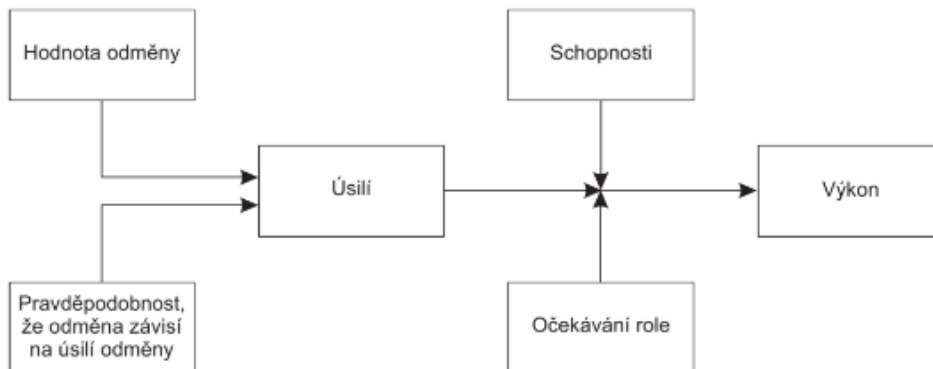 Hodnota odměny
Schopnosti
Úsilí
Výkon
Pravděpodobnost,
že odměna závisí
na úsilí odměny
Očekávání role